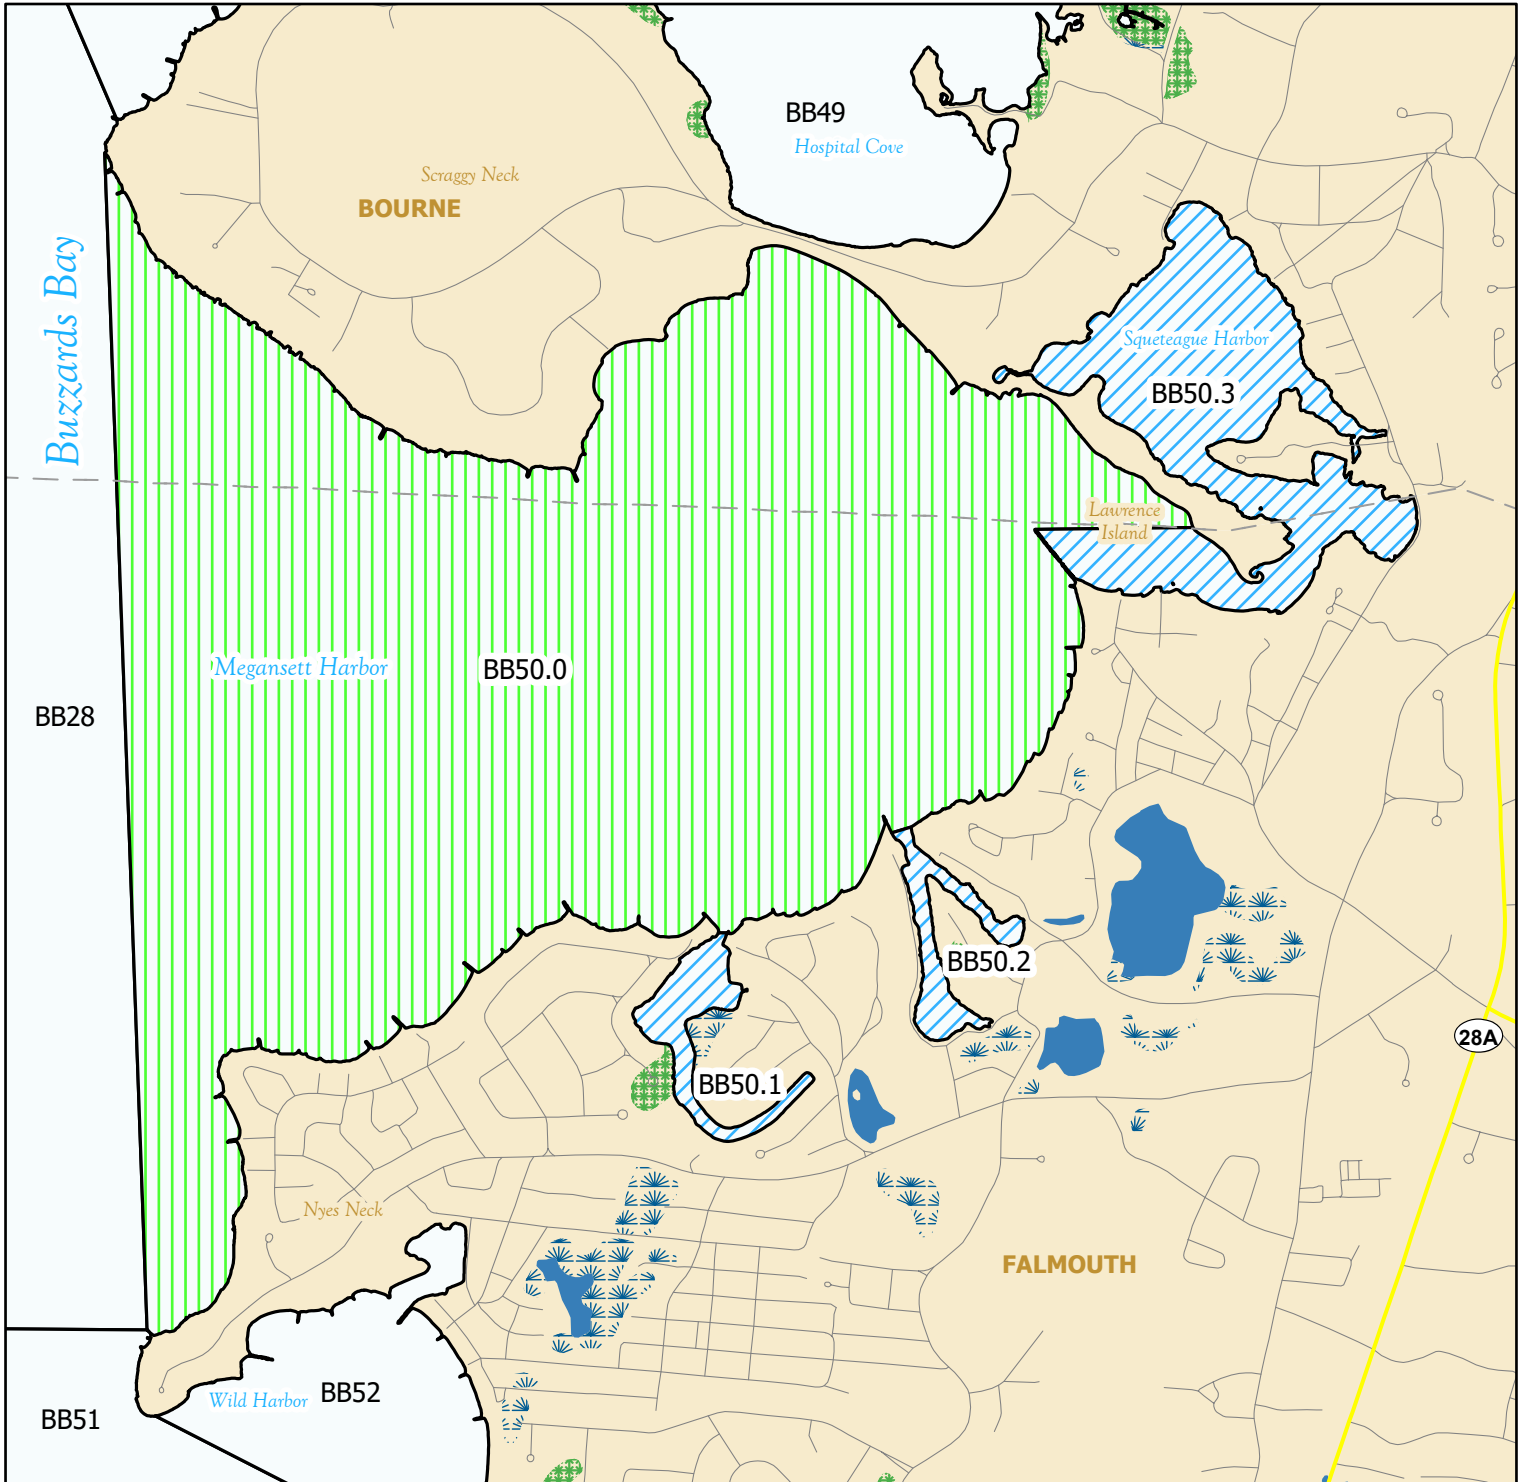 BB49
Hospital Cove
Scraggy Neck
BOURNE
Buzzards Bay
Squeteague Harbor
BB50.3
Lawrence
Island
Megansett Harbor
BB50.0
BB28
BB50.2
28A
BB50.1
Nyes Neck
FALMOUTH
BB52
Wild Harbor
BB51